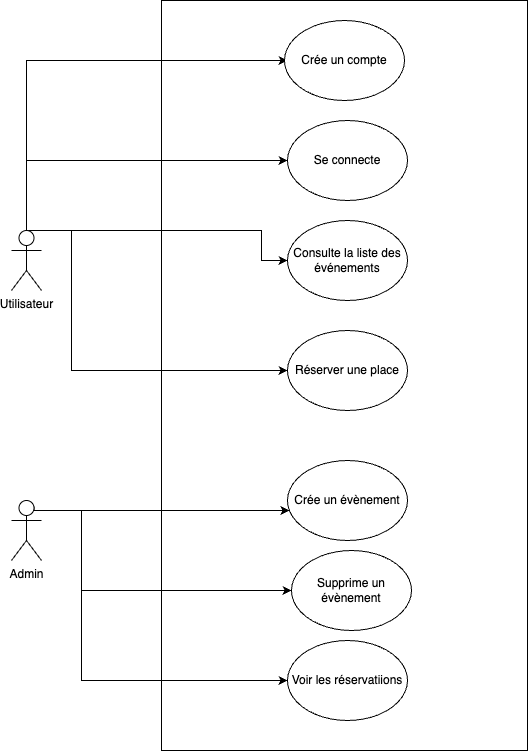 Crée un compte
Se connecte
Consulte la liste des
événements
Utilisateur
Réserver une place
Crée un évènement
Admin
Supprime un
évènement
Voir les réservatiions